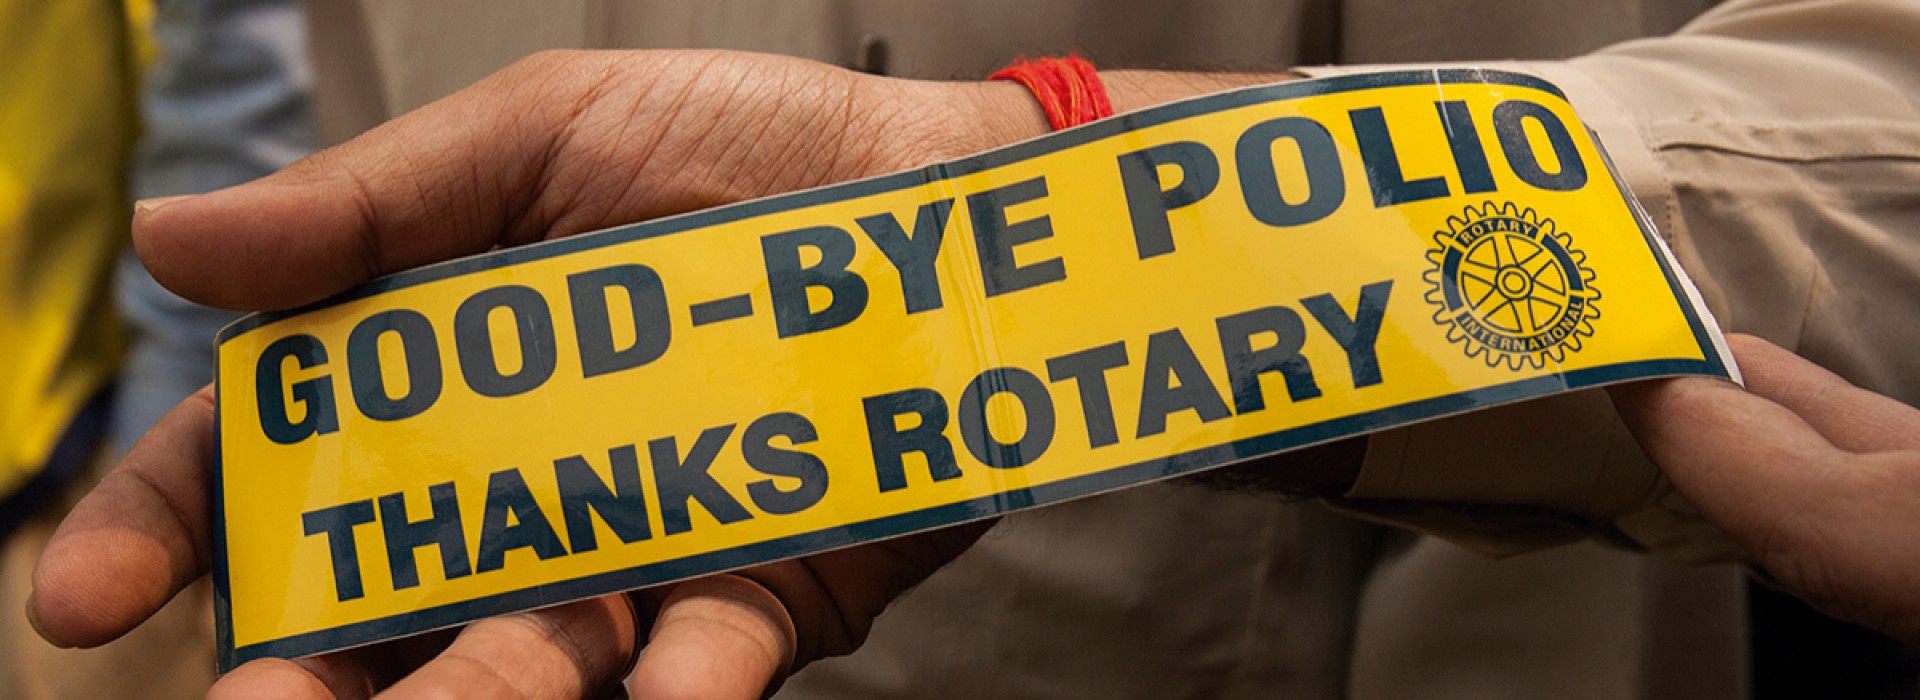 GOOD-BYE POLIO
THANKS ROTARY
ROTARY
INTERNATIONAL